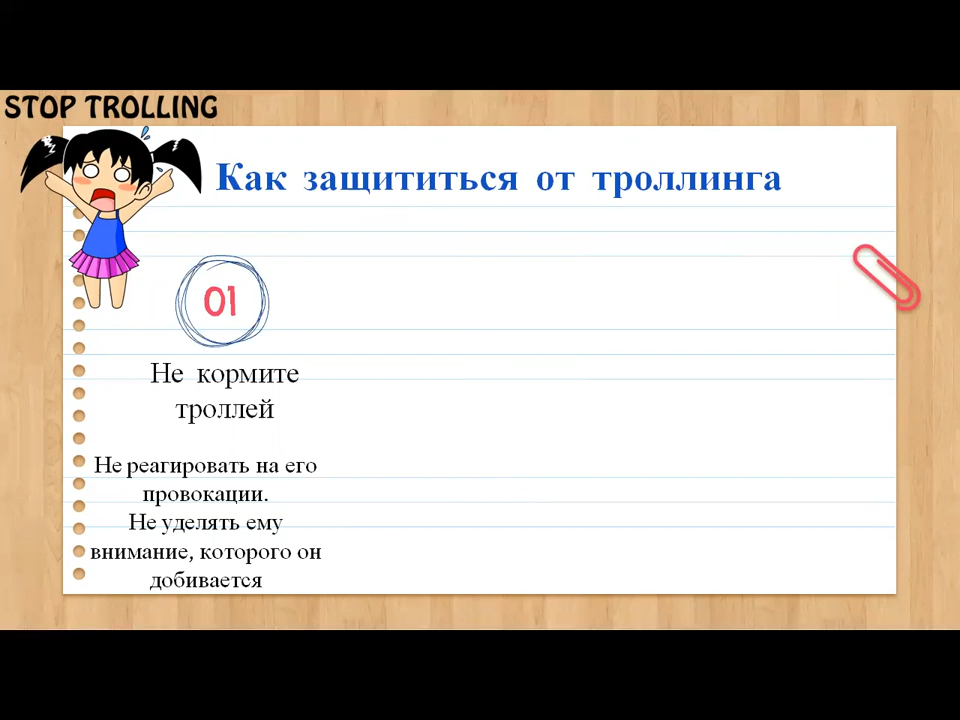 STOP TROLLING
Как защититься от троллинга
01
Не кормите
троллей
Не реагировать на его
провокации.
Не уделять ему
внимание, которого он
добивается